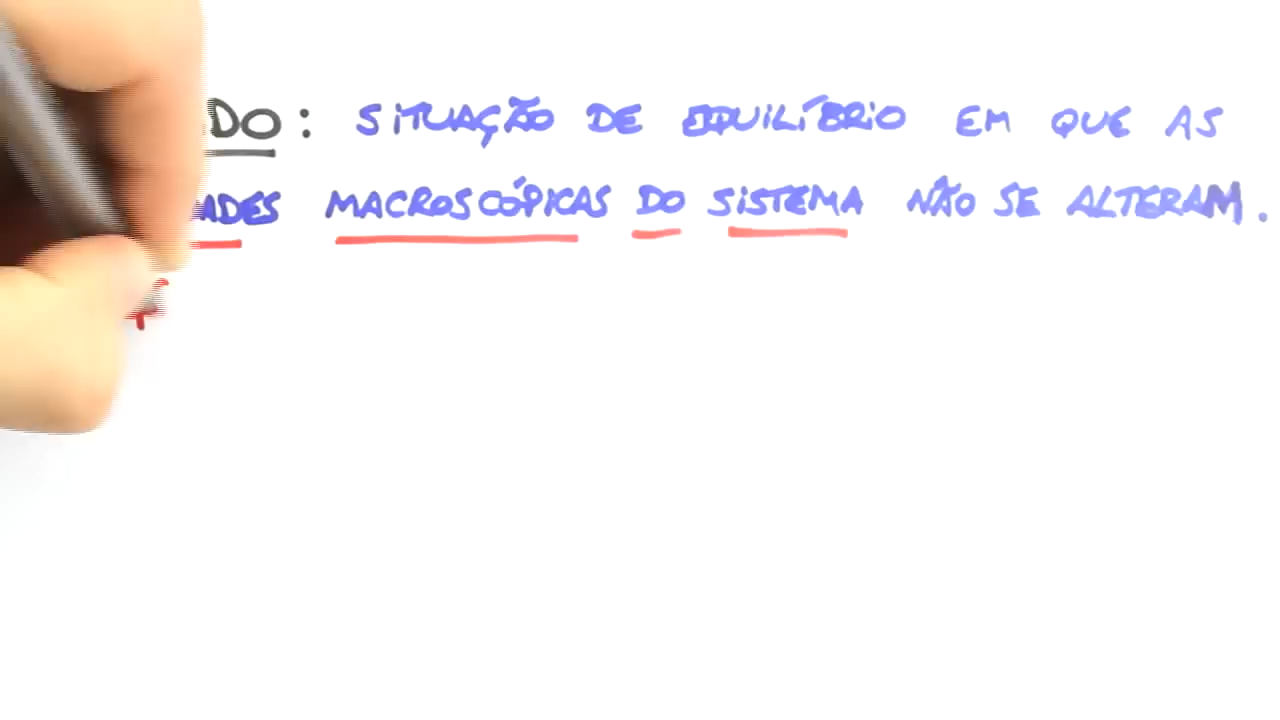 DO: SITUAÇÃO DE EQUILÍBRIO EM QUE AS
ADES MACROSCÓPICAS DO SISTEMA NÃO SE ALTERAM.